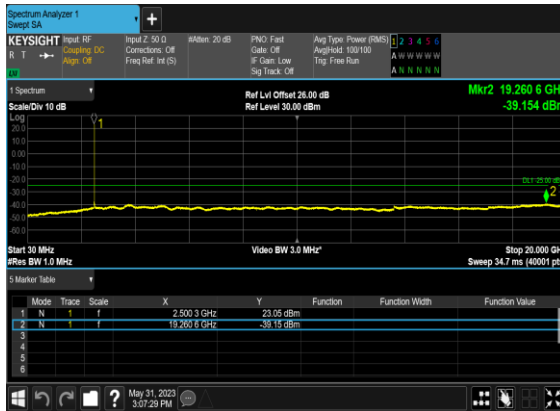 Spectrum Analyzer 1
Swept SA
+
KEYSIGHT Input: RF Input Z: 50 Ω #Atten: 20 dB PNO: Fast Avg Type: Power (RMS) 1 2 3 4 5 6
R T Coupling: DC Corrections: Off Gate: Off Avg|Hold: 100/100 A W W W W W
Align: Off Freq Ref: Int (S) IF Gain: Low Trig: Free Run
Sig Track: Off A N N N N N
1 Spectrum Ref Lvl Offset 26.00 dB Mkr2 19.260 6 GH
Scale/Div 10 dB Ref Level 30.00 dBm -39.154 dBr
Log
20.0
10.0
0.00
-10.0
-20.0
-30.0
-40.0
-50.0
-60.0
1
DL1 -25.00 dB
2
Start 30 MHz Video BW 3.0 MHz* Stop 20.000 GH
#Res BW 1.0 MHz Sweep 34.7 ms (40001 pt
5 Marker Table
Mode Trace Scale X Y Function Function Width Function Value
1 N 1 f 2.500 3 GHz 23.05 dBm
2 N 1 f 19.260 6 GHz -39.15 dBm
3
4
5
6
? May 31, 2023
3:07:29 PM